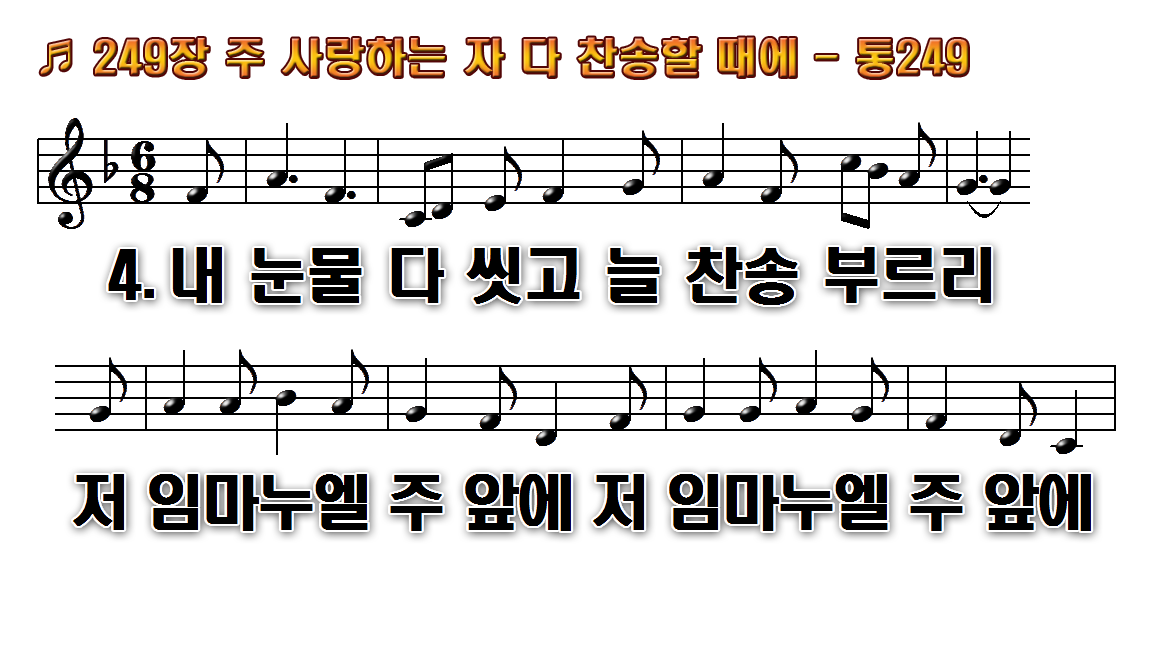 ♬ 249장 주 사랑하는 자 다 찬송할 때에 - 통249
4. 내 눈물 다 씻고 늘 찬송 부르리
저 임마누엘 주 앞에 저 임마누엘 주 앞에